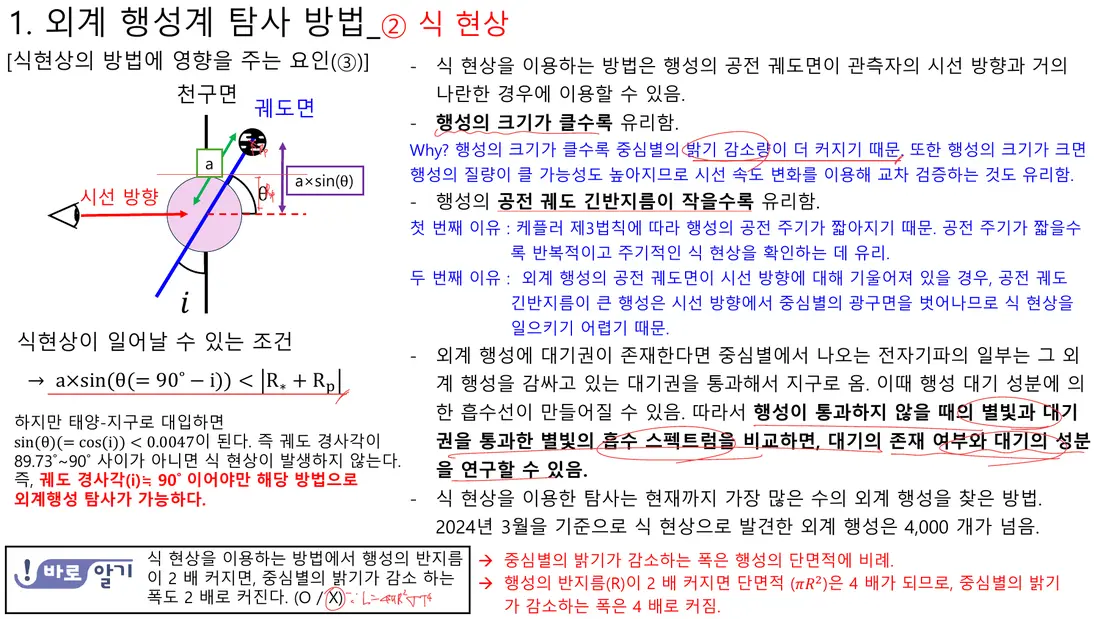 1. 외계 행성계 탐사 방법_② 식 현상
[식현상의 방법에 영향을 주는 요인(③)]
천구면
궤도면
a
R_p
R_*
θ
a×sin(θ)
시선 방향
i
식현상이 일어날 수 있는 조건
→ a×sin(θ(= 90˚ − i)) < |R_* + R_p|
하지만 태양-지구로 대입하면
sin(θ)(= cos(i)) < 0.0047이 된다. 즉 궤도 경사각이
89.73˚~90˚ 사이가 아니면 식 현상이 발생하지 않는다.
즉, 궤도 경사각(i)≒ 90˚ 이어야만 해당 방법으로
외계행성 탐사가 가능하다.
- 식 현상을 이용하는 방법은 행성의 공전 궤도면이 관측자의 시선 방향과 거의
나란한 경우에 이용할 수 있음.
- 행성의 크기가 클수록 유리함.
Why? 행성의 크기가 클수록 중심별의 밝기 감소량이 더 커지기 때문. 또한 행성의 크기가 크면
행성의 질량이 클 가능성도 높아지므로 시선 속도 변화를 이용해 교차 검증하는 것도 유리함.
- 행성의 공전 궤도 긴반지름이 작을수록 유리함.
첫 번째 이유 : 케플러 제3법칙에 따라 행성의 공전 주기가 짧아지기 때문. 공전 주기가 짧을수
록 반복적이고 주기적인 식 현상을 확인하는 데 유리.
두 번째 이유 : 외계 행성의 공전 궤도면이 시선 방향에 대해 기울어져 있을 경우, 공전 궤도
긴반지름이 큰 행성은 시선 방향에서 중심별의 광구면을 벗어나므로 식 현상을
일으키기 어렵기 때문.
- 외계 행성에 대기권이 존재한다면 중심별에서 나오는 전자기파의 일부는 그 외
계 행성을 감싸고 있는 대기권을 통과해서 지구로 옴. 이때 행성 대기 성분에 의
한 흡수선이 만들어질 수 있음. 따라서 행성이 통과하지 않을 때의 별빛과 대기
권을 통과한 별빛의 흡수 스펙트럼을 비교하면, 대기의 존재 여부와 대기의 성분
을 연구할 수 있음.
- 식 현상을 이용한 탐사는 현재까지 가장 많은 수의 외계 행성을 찾은 방법.
2024년 3월을 기준으로 식 현상으로 발견한 외계 행성은 4,000 개가 넘음.
! 바로 알기
식 현상을 이용하는 방법에서 행성의 반지름
이 2 배 커지면, 중심별의 밝기가 감소 하는
폭도 2 배로 커진다. (O / X) ∵ L=4πR²σT⁴
→ 중심별의 밝기가 감소하는 폭은 행성의 단면적에 비례.
→ 행성의 반지름(R)이 2 배 커지면 단면적 (πR²)은 4 배가 되므로, 중심별의 밝기
가 감소하는 폭은 4 배로 커짐.